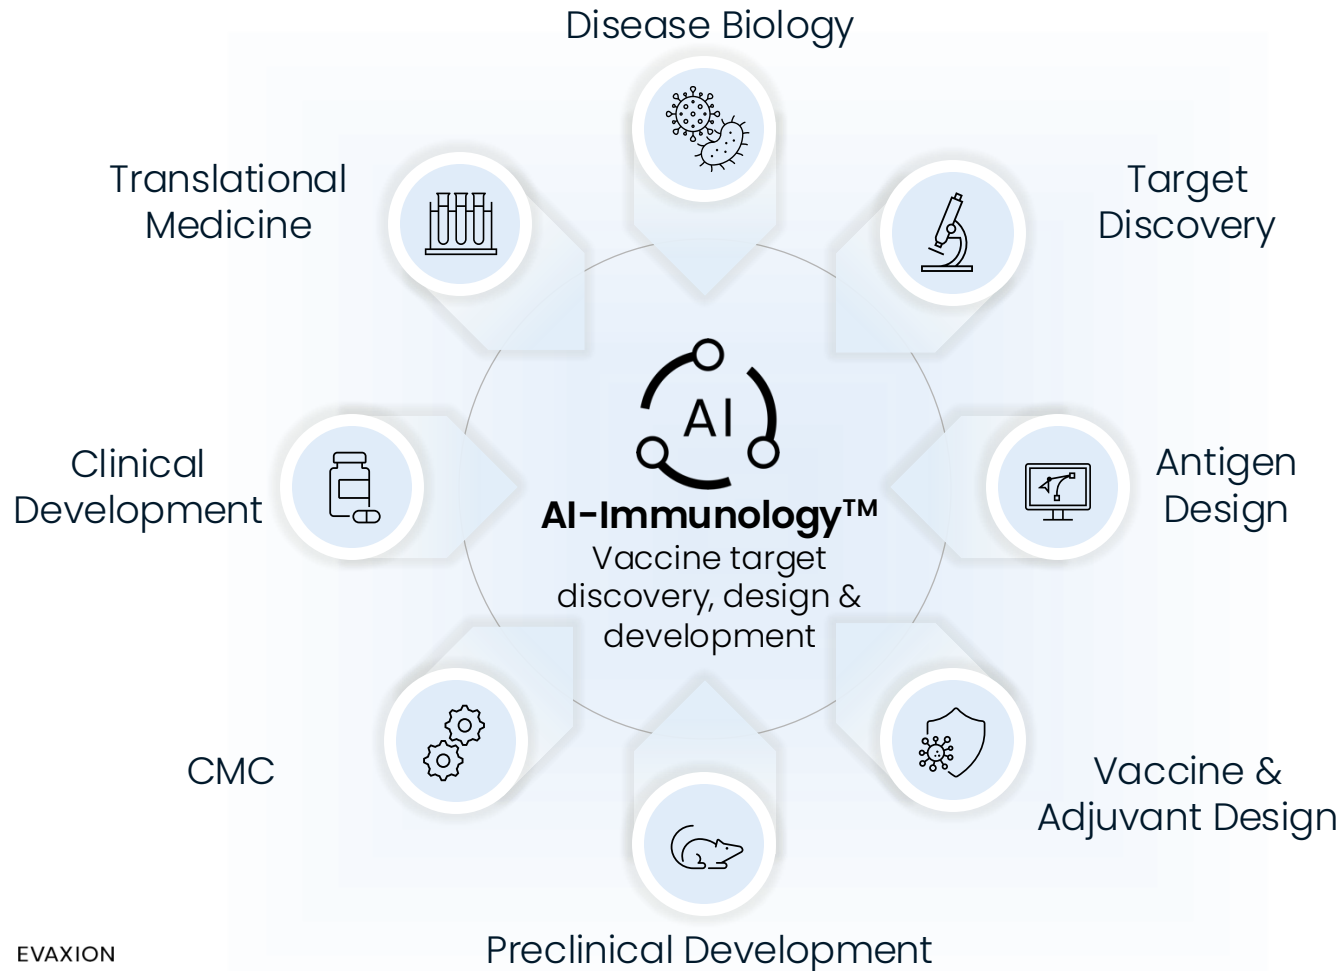 Disease Biology
Translational
Medicine
Target
Discovery
Clinical
Development
AI
AI-Immunology™
Vaccine target
discovery, design &
development
Antigen
Design
CMC
Vaccine &
Adjuvant Design
Preclinical Development
EVAXION